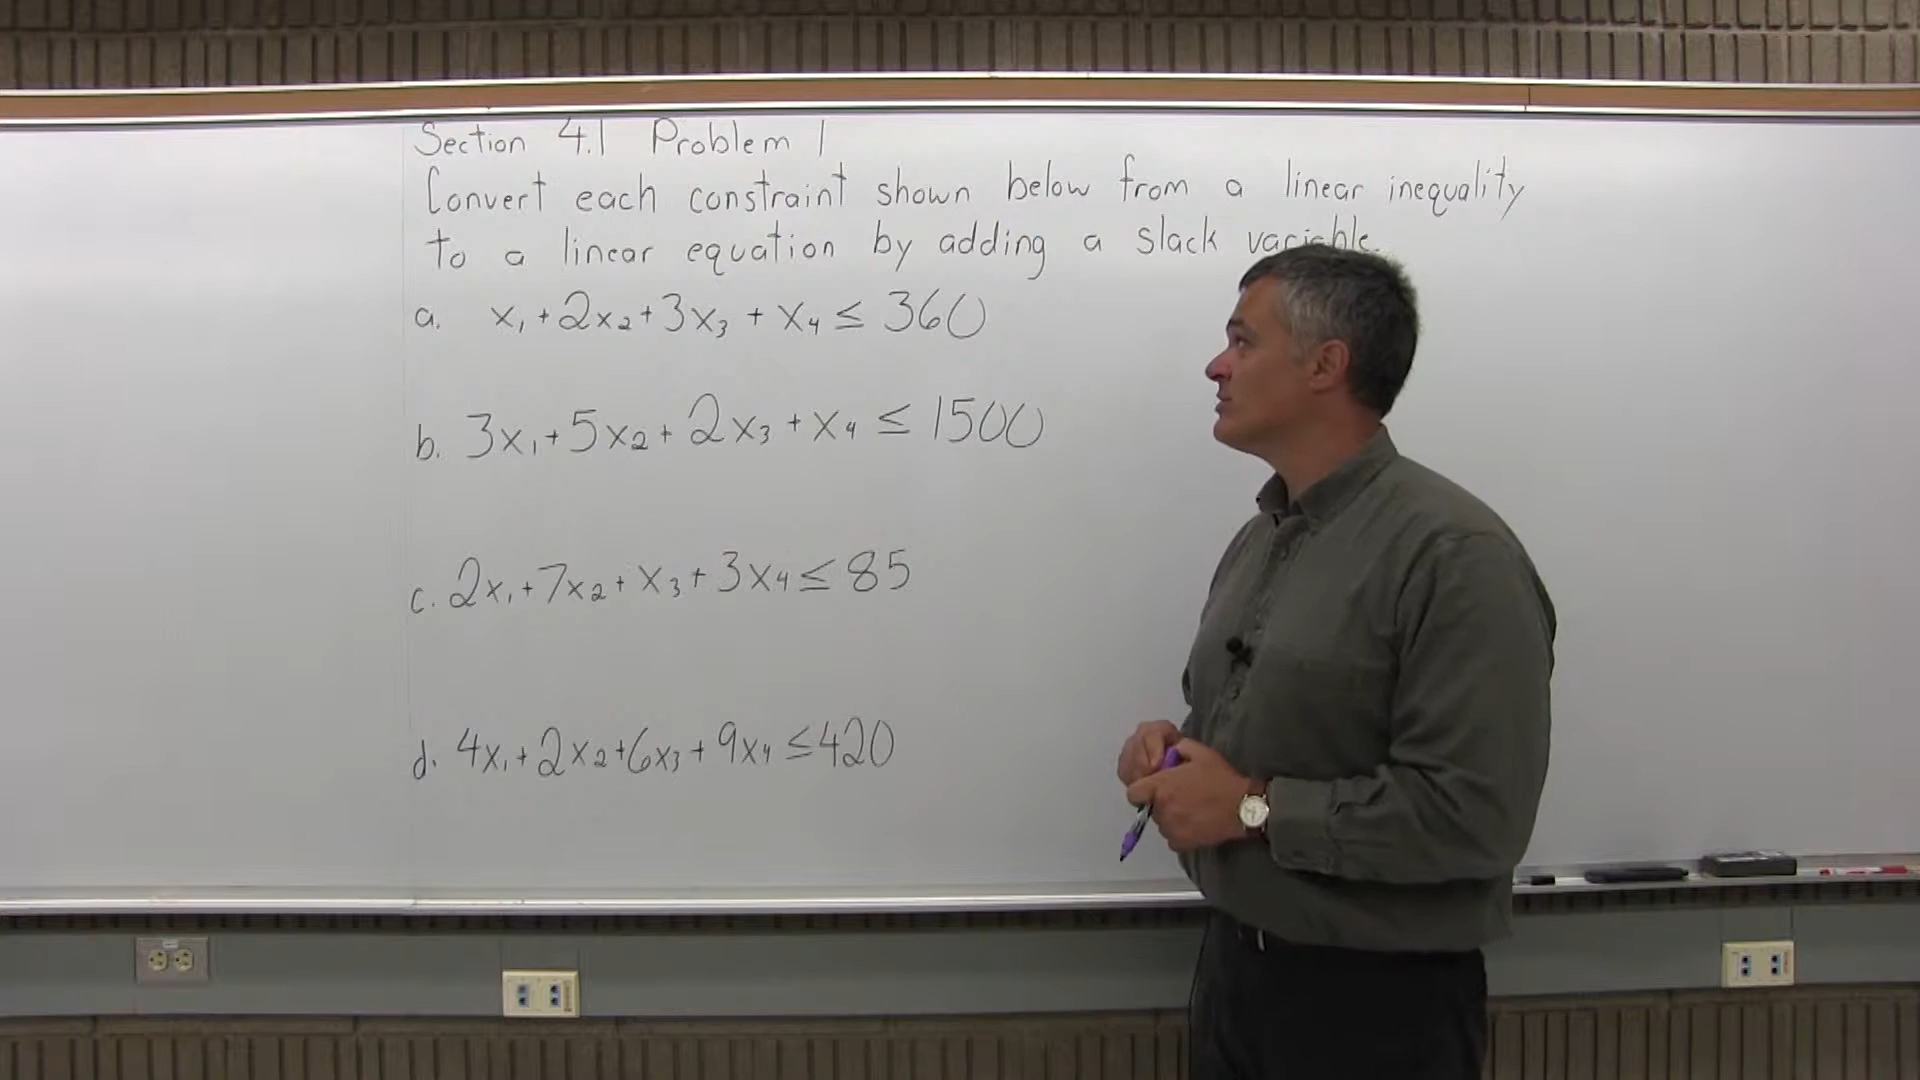 Section 4.1 Problem 1
Convert each constraint shown below from a linear inequality
to a linear equation by adding a slack variable.
a. x₁ + 2x₂ + 3x₃ + x₄ ≤ 360
b. 3x₁ + 5x₂ + 2x₃ + x₄ ≤ 1500
c. 2x₁ + 7x₂ + x₃ + 3x₄ ≤ 85
d. 4x₁ + 2x₂ + 6x₃ + 9x₄ ≤ 420